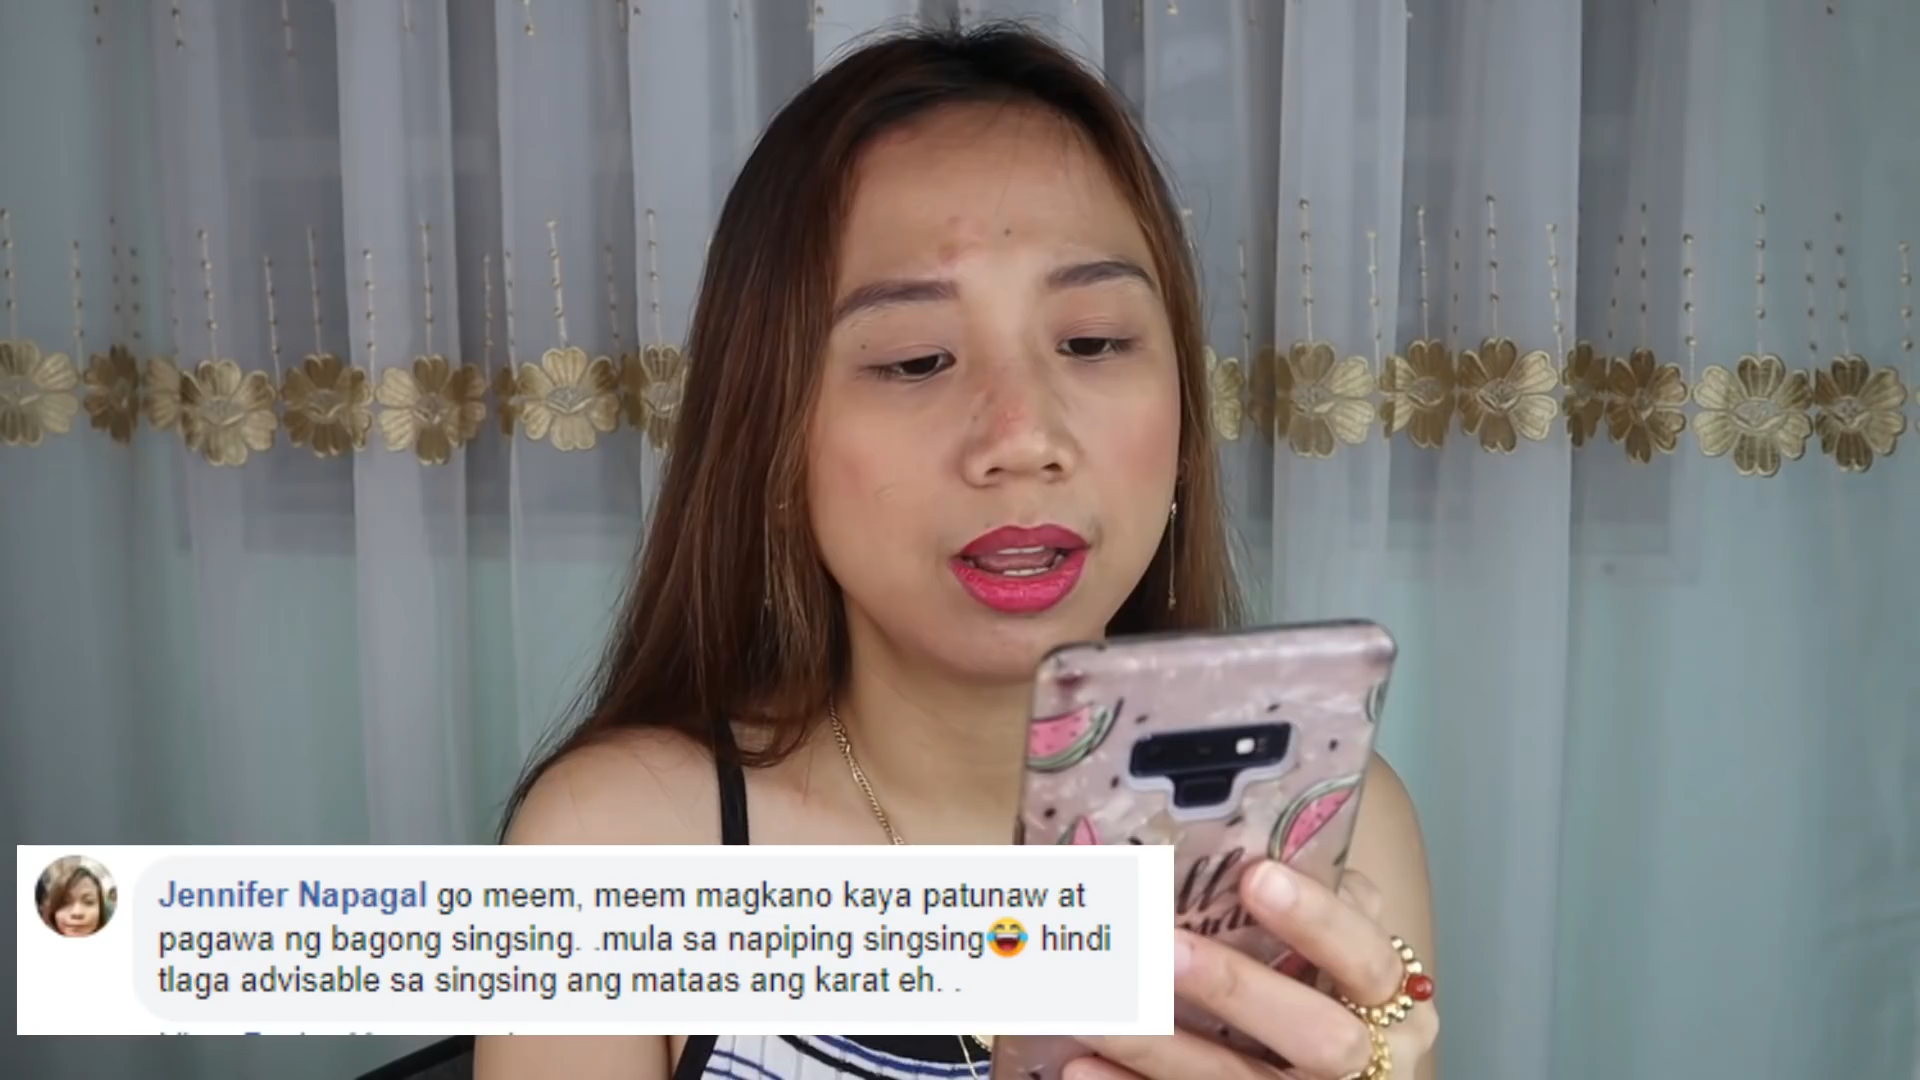 Jennifer Napagal go meem, meem magkano kaya patunaw at
pagawa ng bagong singsing. .mula sa napiping singsing😂 hindi
tlaga advisable sa singsing ang mataas ang karat eh. .